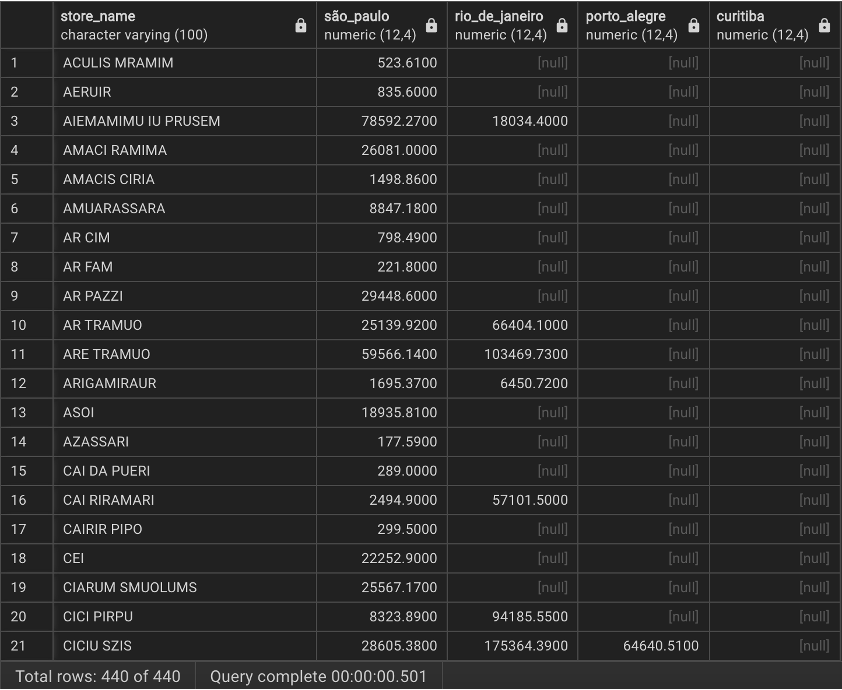 store_name são_paulo rio_de_janeiro porto_alegre curitiba
character varying (100) numeric (12,4) numeric (12,4) numeric (12,4) numeric (12,4)
1 ACULIS MRAMIM 523.6100 [null] [null] [null]
2 AERUIR 835.6000 [null] [null] [null]
3 AIEMAMIMU IU PRUSEM 78592.2700 18034.4000 [null] [null]
4 AMACI RAMIMA 26081.0000 [null] [null] [null]
5 AMACIS CIRIA 1498.8600 [null] [null] [null]
6 AMUARASSARA 8847.1800 [null] [null] [null]
7 AR CIM 798.4900 [null] [null] [null]
8 AR FAM 221.8000 [null] [null] [null]
9 AR PAZZI 29448.6000 [null] [null] [null]
10 AR TRAMUO 25139.9200 66404.1000 [null] [null]
11 ARE TRAMUO 59566.1400 103469.7300 [null] [null]
12 ARIGAMIRAUR 1695.3700 6450.7200 [null] [null]
13 ASOI 18935.8100 [null] [null] [null]
14 AZASSARI 177.5900 [null] [null] [null]
15 CAI DA PUERI 289.0000 [null] [null] [null]
16 CAI RIRAMARI 2494.9000 57101.5000 [null] [null]
17 CAIRIR PIPO 299.5000 [null] [null] [null]
18 CEI 22252.9000 [null] [null] [null]
19 CIARUM SMUOLUMS 25567.1700 [null] [null] [null]
20 CICI PIRPU 8323.8900 94185.5500 [null] [null]
21 CICIU SZIS 28605.3800 175364.3900 64640.5100 [null]
Total rows: 440 of 440 Query complete 00:00:00.501